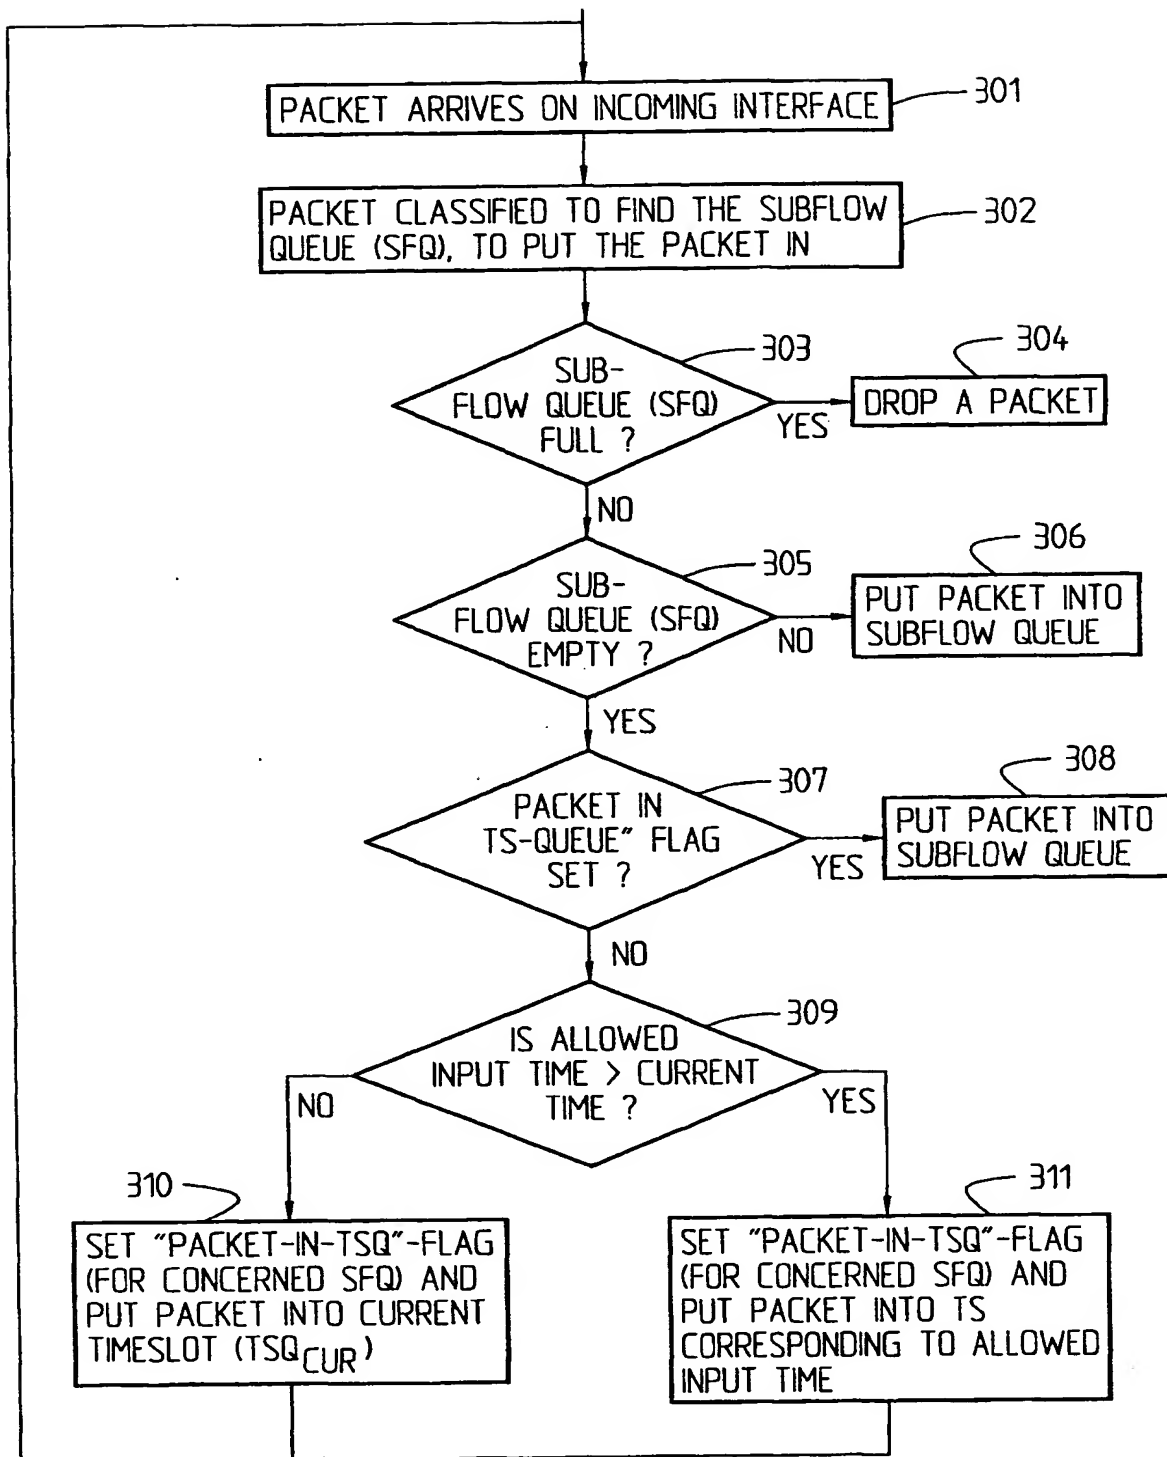 PACKET ARRIVES ON INCOMING INTERFACE
301
PACKET CLASSIFIED TO FIND THE SUBFLOW
QUEUE (SFQ), TO PUT THE PACKET IN
302
SUB-
FLOW QUEUE (SFQ)
FULL ?
303
YES
304
DROP A PACKET
NO
SUB-
FLOW QUEUE (SFQ)
EMPTY ?
305
NO
306
PUT PACKET INTO
SUBFLOW QUEUE
YES
PACKET IN
TS-QUEUE" FLAG
SET ?
307
YES
308
PUT PACKET INTO
SUBFLOW QUEUE
NO
IS ALLOWED
INPUT TIME > CURRENT
TIME ?
309
NO
YES
310
SET "PACKET-IN-TSQ"-FLAG
(FOR CONCERNED SFQ) AND
PUT PACKET INTO CURRENT
TIMESLOT (TSQCUR)
311
SET "PACKET-IN-TSQ"-FLAG
(FOR CONCERNED SFQ) AND
PUT PACKET INTO TS
CORRESPONDING TO ALLOWED
INPUT TIME